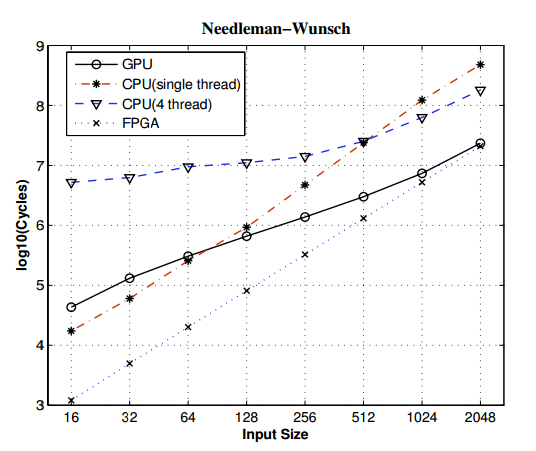 Needleman−Wunsch
GPU
CPU(single thread)
CPU(4 thread)
FPGA
log10(Cycles)
9
8
7
6
5
4
3
16 32 64 128 256 512 1024 2048
Input Size